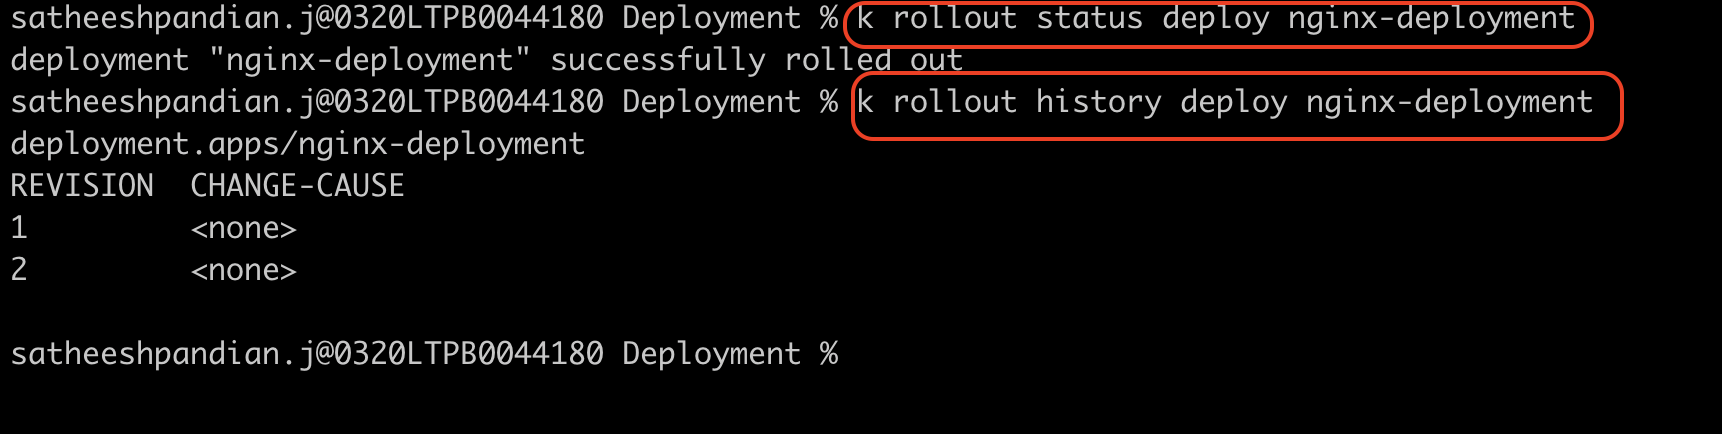 satheeshpandian.j@0320LTPB0044180 Deployment % k rollout status deploy nginx-deployment
deployment "nginx-deployment" successfully rolled out
satheeshpandian.j@0320LTPB0044180 Deployment % k rollout history deploy nginx-deployment
deployment.apps/nginx-deployment
REVISION  CHANGE-CAUSE
1         <none>
2         <none>
satheeshpandian.j@0320LTPB0044180 Deployment %